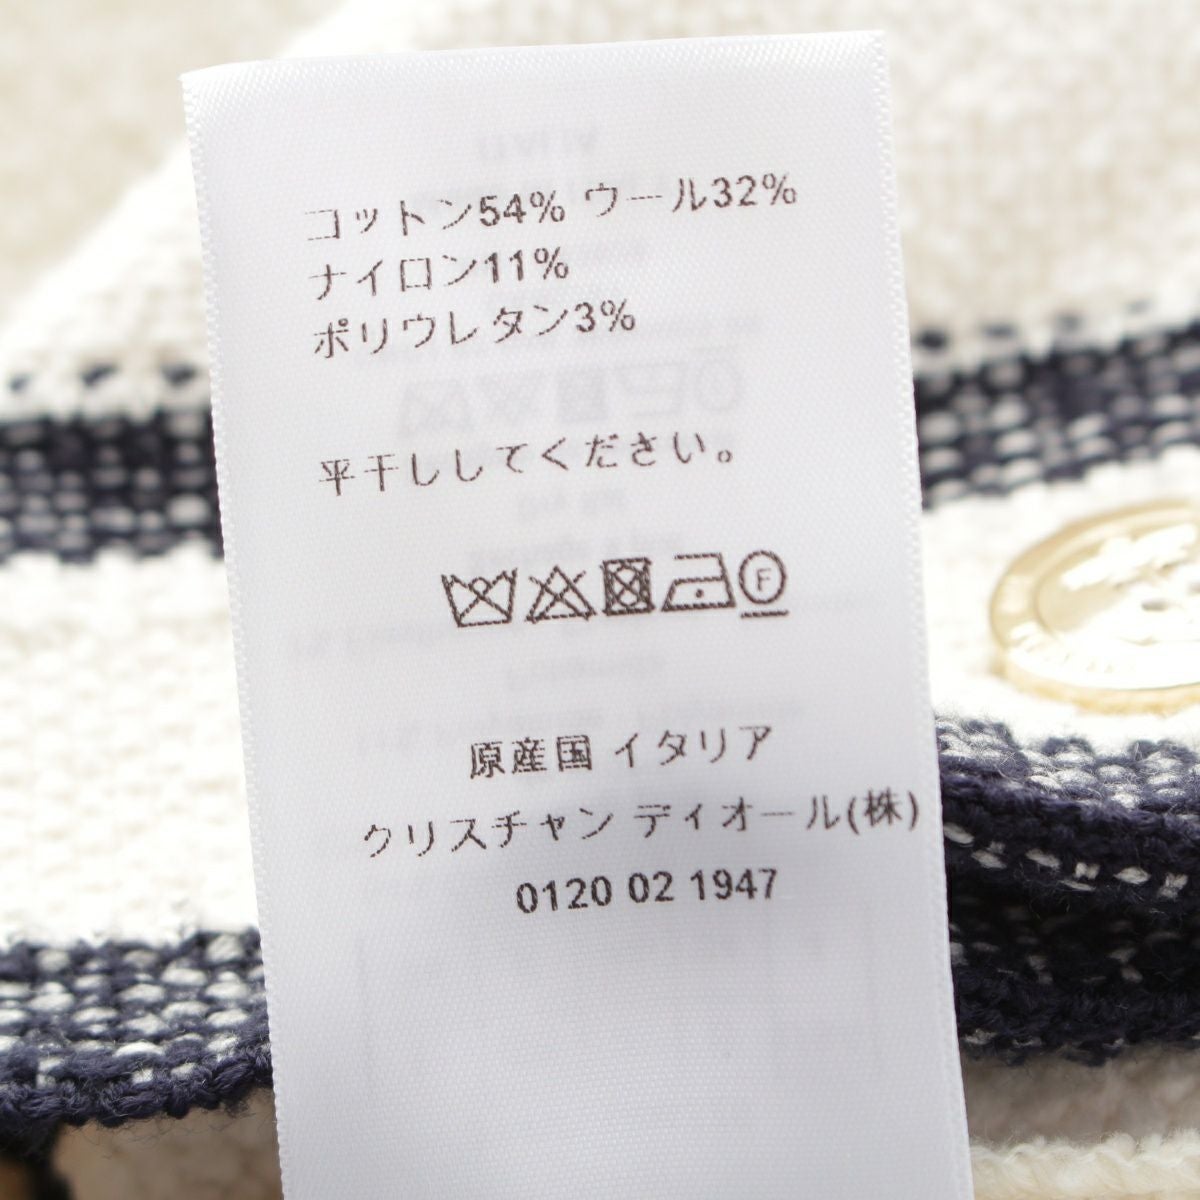 コットン54% ウール32%
ナイロン11%
ポリウレタン3%
平干ししてください。
F
原産国 イタリア
クリスチャン ディオール(株)
0120 02 1947